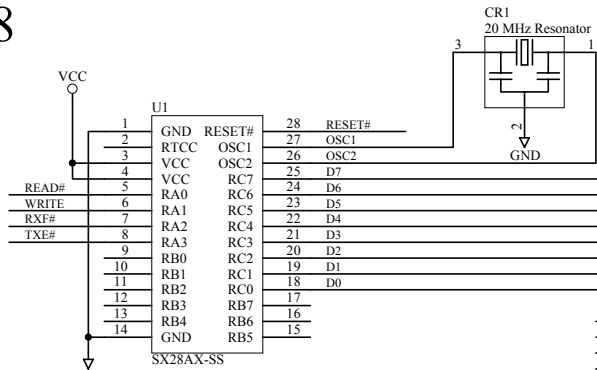 8
CR1
20 MHz Resonator
3
1
2
GND
VCC
U1
1 GND RESET# 28 RESET#
2 RTCC OSC1 27 OSC1
3 VCC OSC2 26 OSC2
4 VCC RC7 25 D7
READ# 5 RA0 RC6 24 D6
WRITE 6 RA1 RC5 23 D5
RXF# 7 RA2 RC4 22 D4
TXE# 8 RA3 RC3 21 D3
9 RB0 RC2 20 D2
10 RB1 RC1 19 D1
11 RB2 RC0 18 D0
12 RB3 RB7 17
13 RB4 RB6 16
14 GND RB5 15
SX28AX-SS